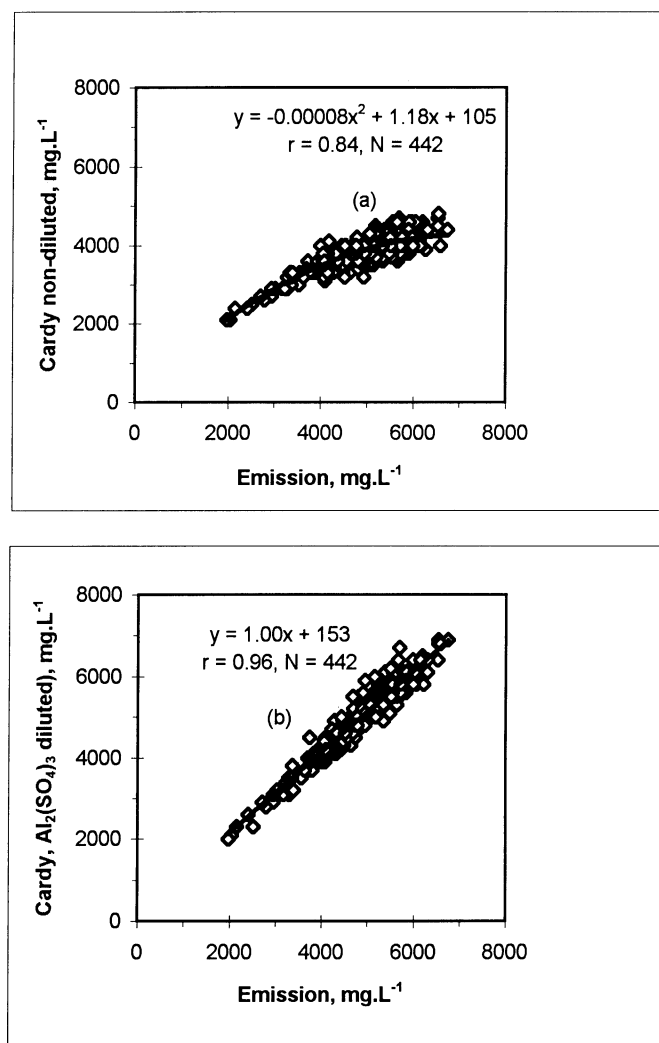 8000
6000
4000
2000
0
Cardy non-diluted, mg.L⁻¹
y = -0.00008x² + 1.18x + 105
r = 0.84, N = 442
(a)
0 2000 4000 6000 8000
Emission, mg.L⁻¹
8000
6000
4000
2000
0
Cardy, Al₂(SO₄)₃ diluted), mg.L⁻¹
y = 1.00x + 153
r = 0.96, N = 442
(b)
0 2000 4000 6000 8000
Emission, mg.L⁻¹